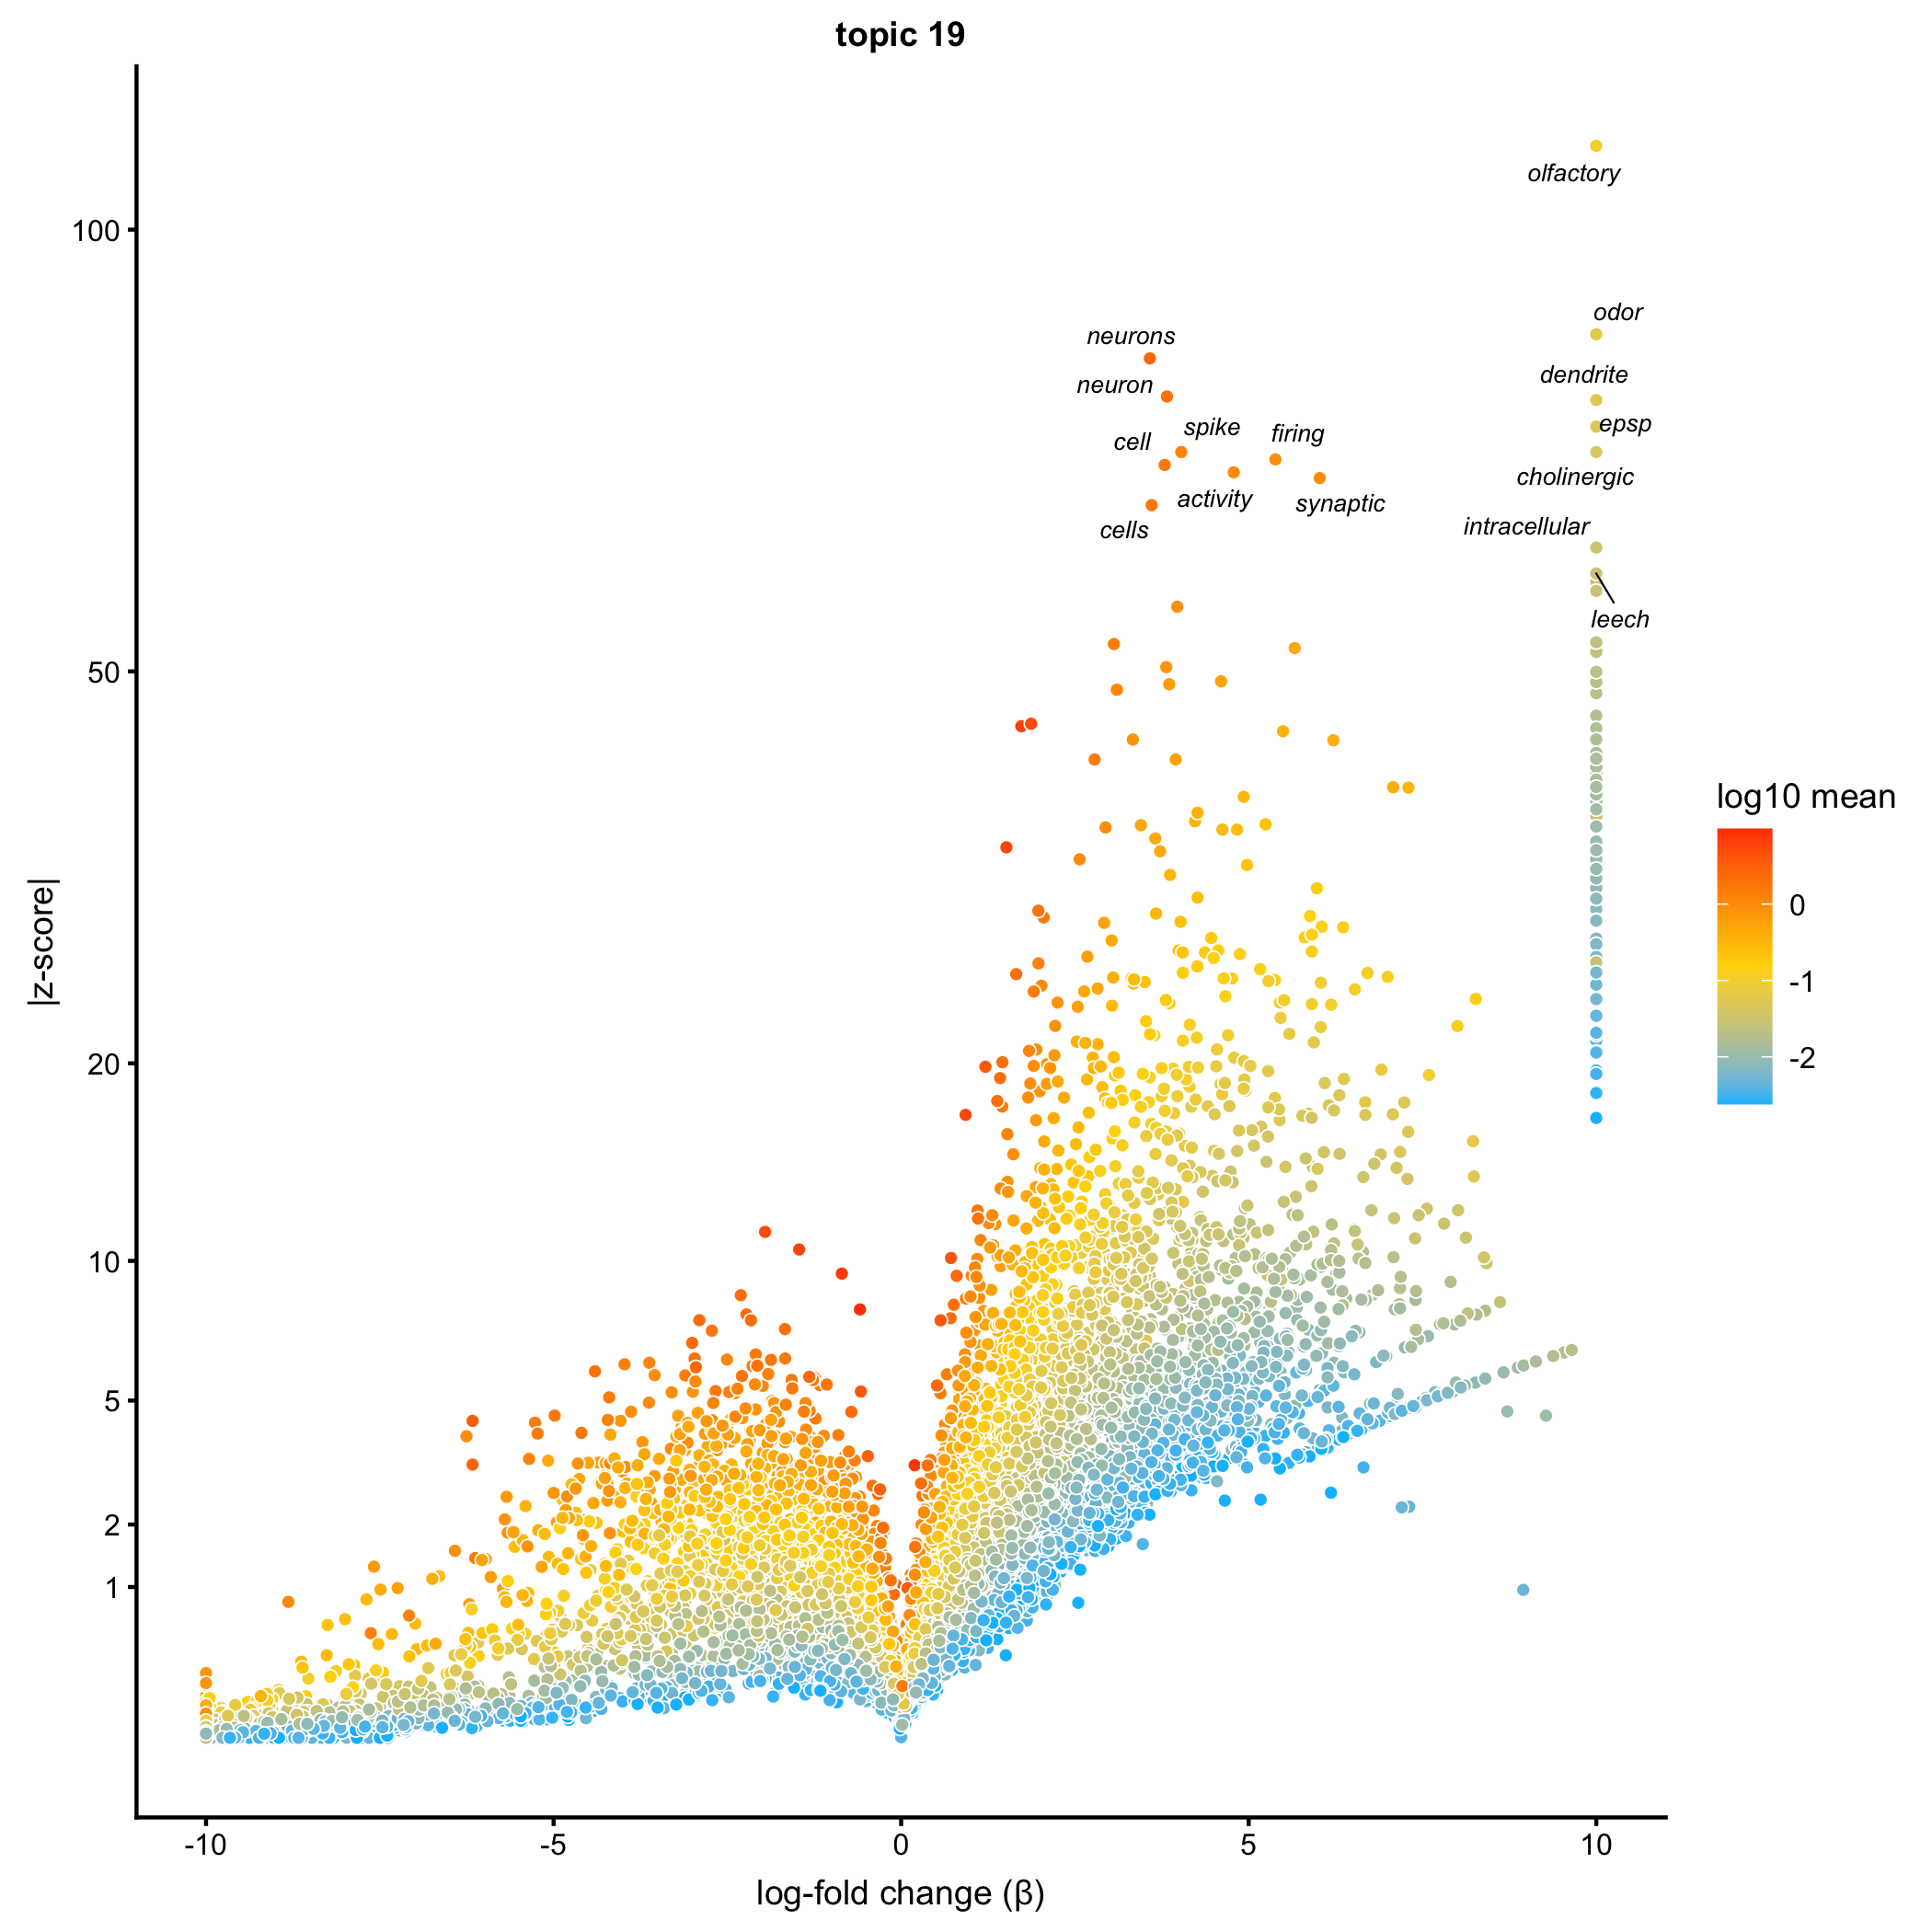 topic 19
olfactory
100
odor
neurons
dendrite
neuron
epsp
spike
firing
cell
cholinergic
activity
synaptic
cells
intracellular
leech
50
log10 mean
0
-1
-2
|z-score|
20
10
5
2
1
-10 -5 0 5 10
log-fold change (β)